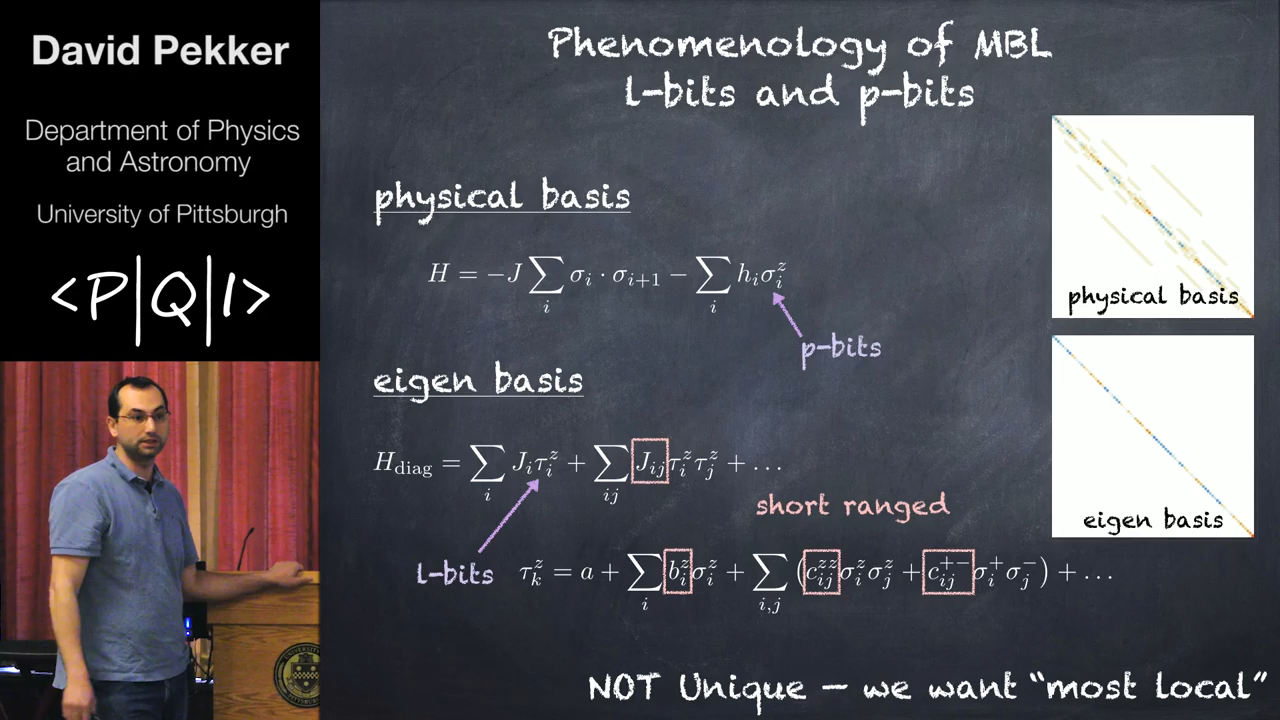 David Pekker
Department of Physics
and Astronomy
University of Pittsburgh
<P|Q|I>
Phenomenology of MBL
l-bits and p-bits
physical basis
H = −J ∑_i σ_i · σ_{i+1} − ∑_i h_i σ_i^z
p-bits
physical basis
eigen basis
H_diag = ∑_i J_i τ_i^z + ∑_{ij} J_{ij} τ_i^z τ_j^z + ...
short ranged
eigen basis
l-bits
τ_k^z = a + ∑_i b_i^z σ_i^z + ∑_{i,j} (c_{ij}^{zz} σ_i^z σ_j^z + c_{ij}^{+−} σ_i^+ σ_j^−) + ...
NOT Unique – we want "most local"